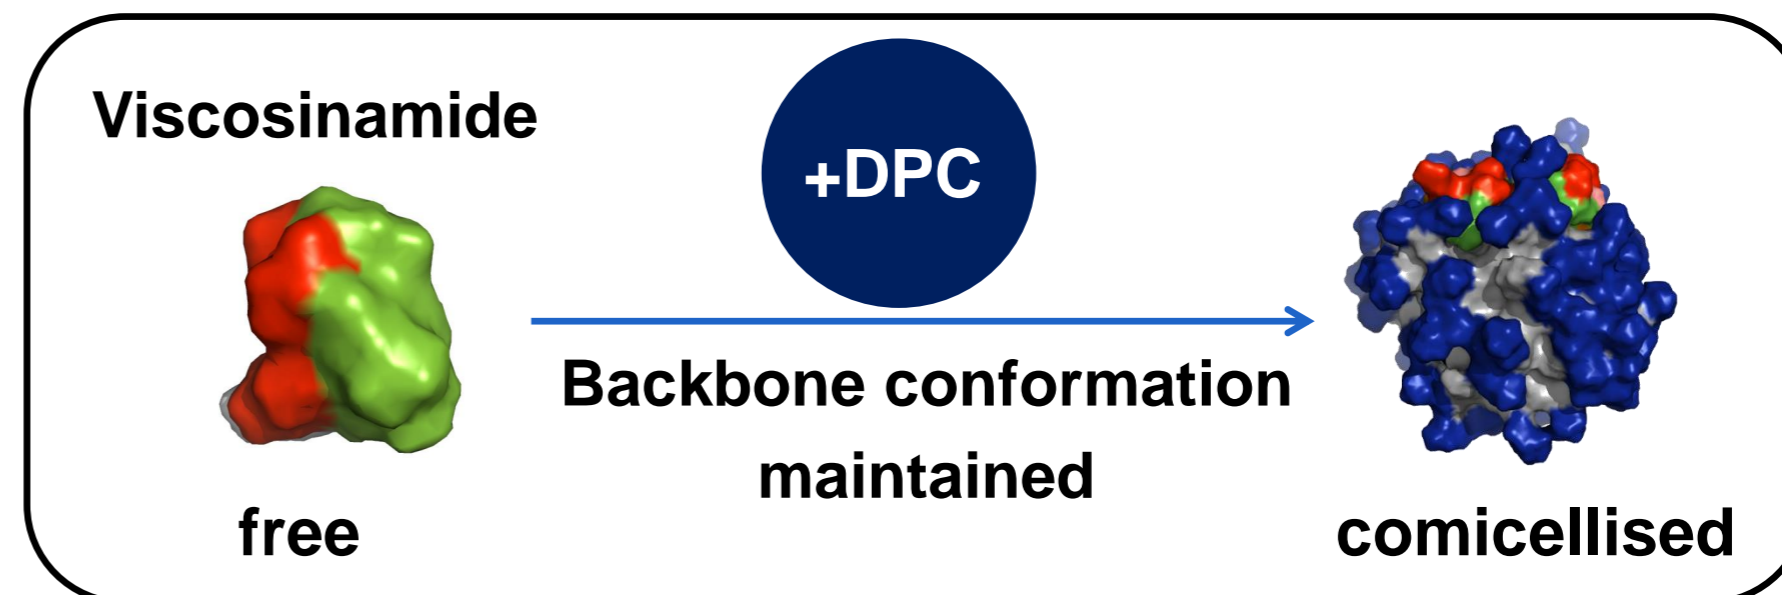 Viscosinamide
+DPC
Backbone conformation
maintained
free
comicellised